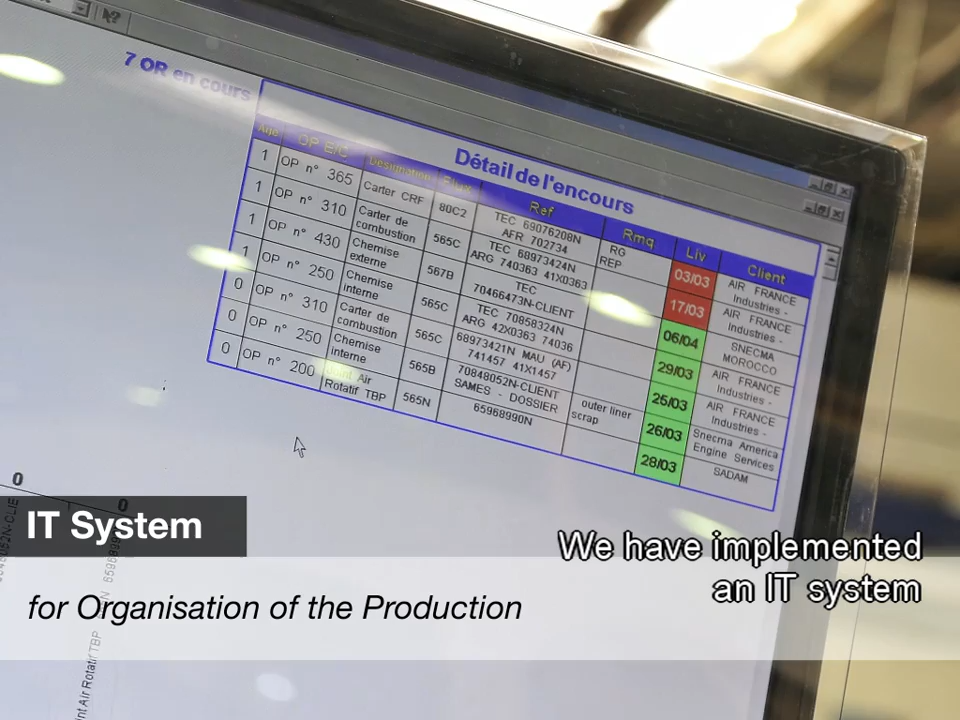 7 OR en cours
Détail de l'encours
Age OP E/C Désignation Flux Ref Rmq Liv Client
1 OP n° 365 Carter CRF 80C2 TEC 69076208N AFR 702734 RG REP 03/03 AIR FRANCE Industries -
1 OP n° 310 Carter de combustion 565C TEC 68973424N ARG 740363 41X0363 17/03 AIR FRANCE Industries -
1 OP n° 430 Chemise externe 567B TEC 70466473N-CLIENT 06/04 SNECMA MOROCCO
1 OP n° 250 Chemise interne 565C TEC 70858324N ARG 42X0363 74036 29/03 AIR FRANCE Industries -
0 OP n° 310 Carter de combustion 565C 68973421N MAU (AF) 741457 41X1457 25/03 AIR FRANCE Industries -
0 OP n° 250 Chemise interne 565B 70848052N-CLIENT SAMES - DOSSIER outer liner scrap 26/03 Snecma America Engine Services
0 OP n° 200 Joint Air Rotatif TBP 565N 65968990N 28/03 SADAM
0
0
IT System
for Organisation of the Production
We have implemented
an IT system